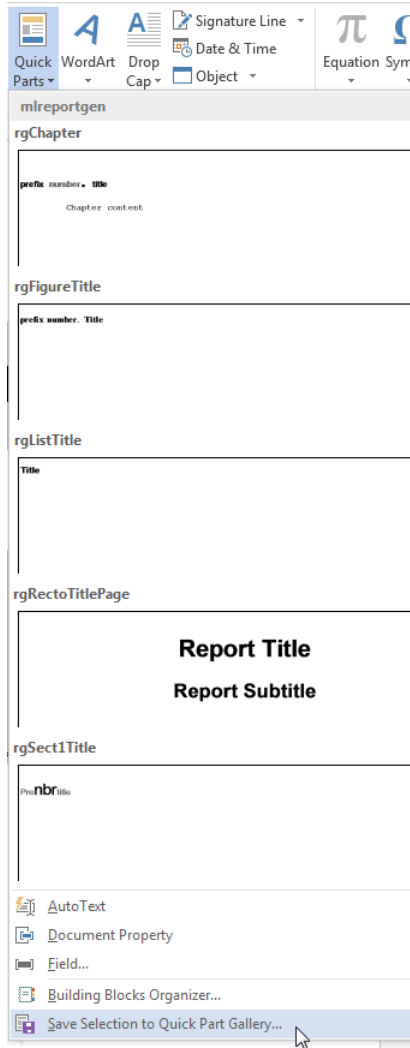 Signature Line
Date & Time
Quick Parts
WordArt
Drop Cap
Object
Equation
Sym
mlreportgen
rgChapter
prefix number. title
Chapter content
rgFigureTitle
prefix number. Title
rgListTitle
Title
rgRectoTitlePage
Report Title
Report Subtitle
rgSect1Title
Prenbrtitle
AutoText
Document Property
Field...
Building Blocks Organizer...
Save Selection to Quick Part Gallery...